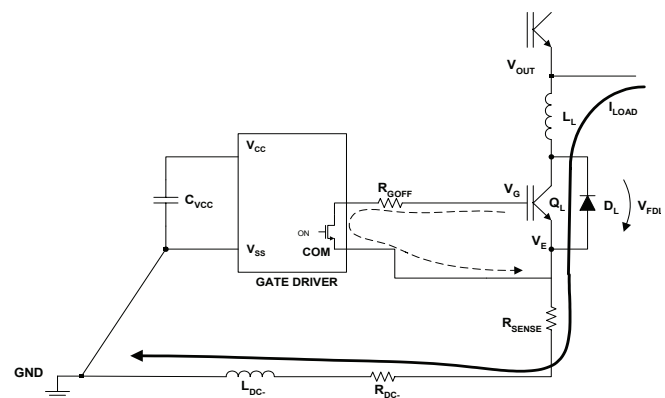 V_OUT
I_LOAD
L_L
V_CC
R_GOFF
V_G
Q_L
D_L
V_FDL
C_VCC
ON
V_SS
COM
V_E
GATE DRIVER
R_SENSE
GND
L_DC-
R_DC-